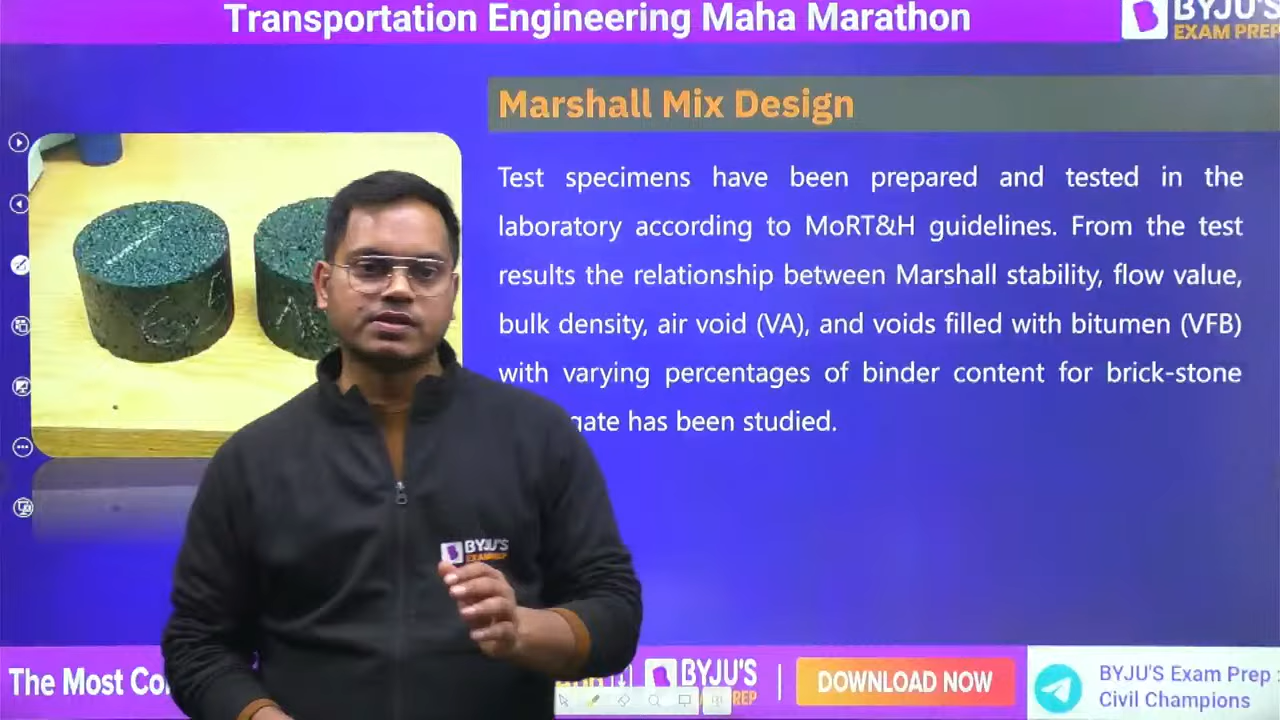 Transportation Engineering Maha Marathon
BYJU'S
EXAM PREP
Marshall Mix Design
Test specimens have been prepared and tested in the
laboratory according to MoRT&H guidelines. From the test
results the relationship between Marshall stability, flow value,
bulk density, air void (VA), and voids filled with bitumen (VFB)
with varying percentages of binder content for brick-stone
gate has been studied.
BYJU'S
EXAM PREP
The Most
BYJU'S
PREP
DOWNLOAD NOW
BYJU'S Exam Prep :
Civil Champions